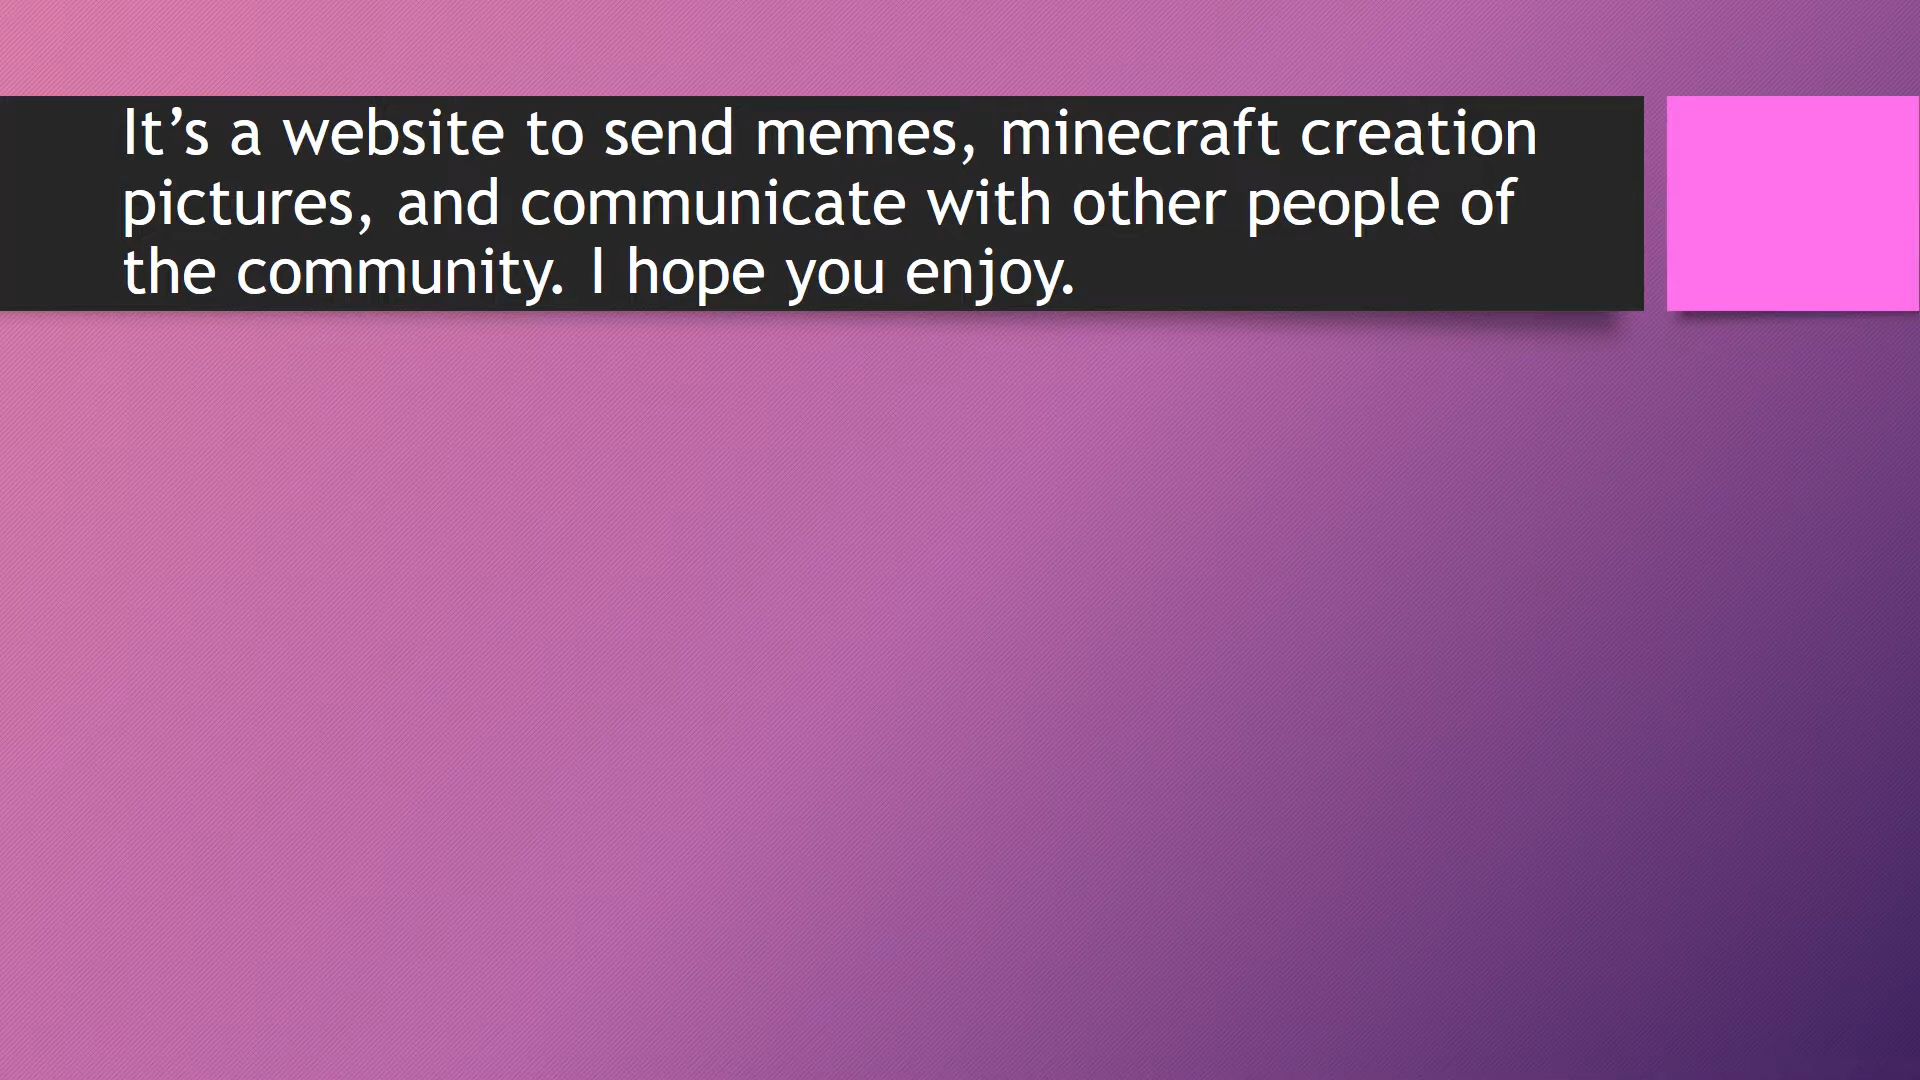 It’s a website to send memes, minecraft creation
pictures, and communicate with other people of
the community. I hope you enjoy.